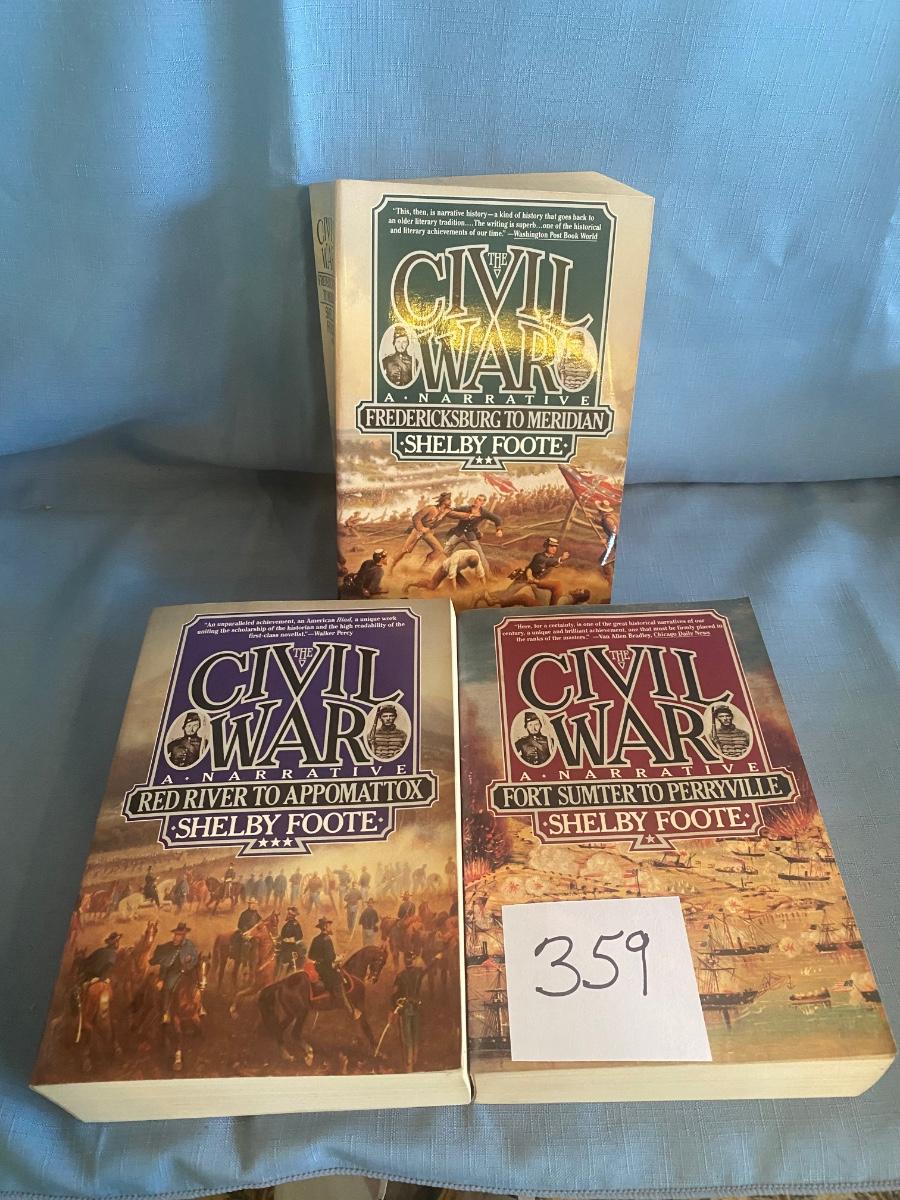 "This, then, is narrative history—a kind of history that goes back to
an older literary tradition....The writing is superb...one of the historical
and literary achievements of our time." —Washington Post Book World
THE
CIVIL
WAR
A · NARRATIVE
FREDERICKSBURG TO MERIDIAN
·SHELBY FOOTE·
"An unparalleled achievement, an American Iliad, a unique work
uniting the scholarship of the historian and the high readability of the
first-class novelist."—Walker Percy
THE
CIVIL
WAR
A · NARRATIVE
RED RIVER TO APPOMATTOX
·SHELBY FOOTE·
"Here, for a certainty, is one of the great historical narratives of our
century, a unique and brilliant achievement, one that must be firmly placed in
the ranks of the masters." —Van Allen Bradley, Chicago Daily News
THE
CIVIL
WAR
A · NARRATIVE
FORT SUMTER TO PERRYVILLE
·SHELBY FOOTE·
359